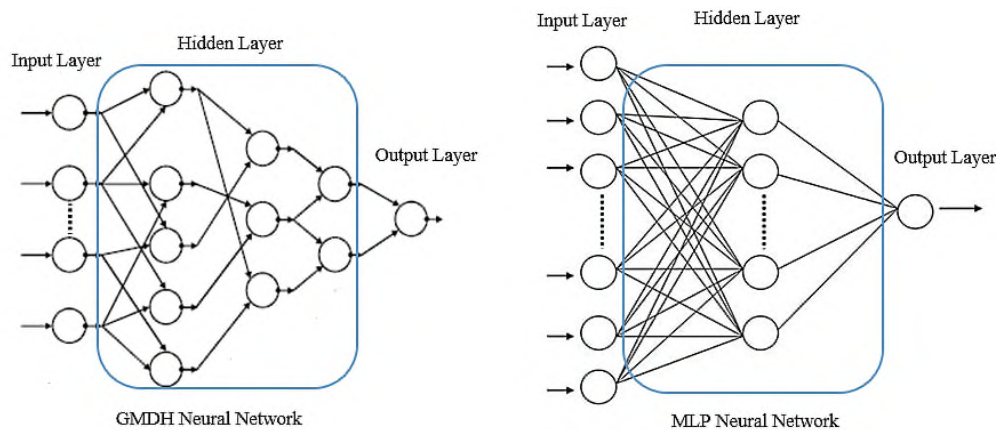 Hidden Layer
Input Layer
Output Layer
GMDH Neural Network
Input Layer
Hidden Layer
Output Layer
MLP Neural Network